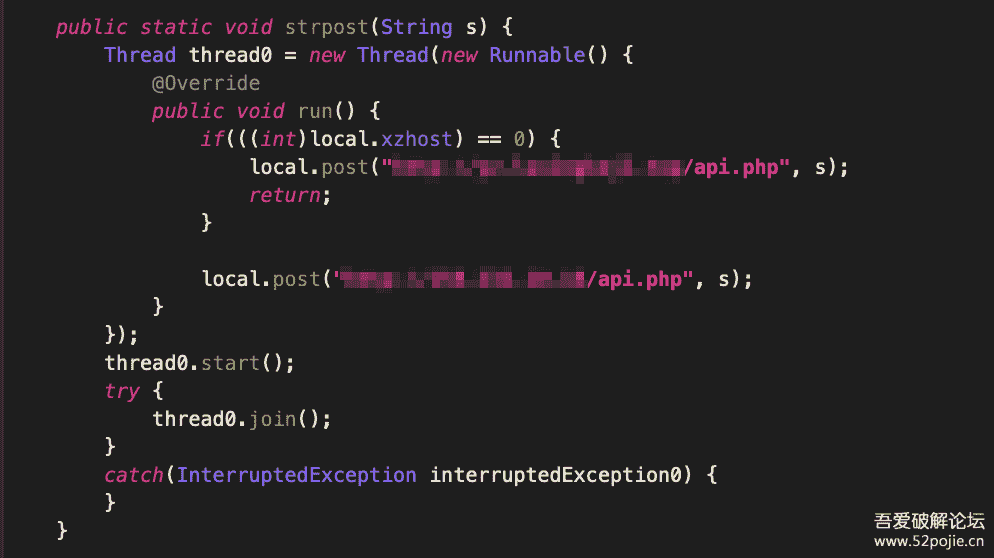 public static void strpost(String s) {
Thread thread0 = new Thread(new Runnable() {
@Override
public void run() {
if(((int)local.xzhost) == 0) {
local.post("/api.php", s);
return;
}
local.post("/api.php", s);
}
});
thread0.start();
try {
thread0.join();
}
catch(InterruptedException interruptedException0) {
}
}
吾爱破解论坛
www.52pojie.cn